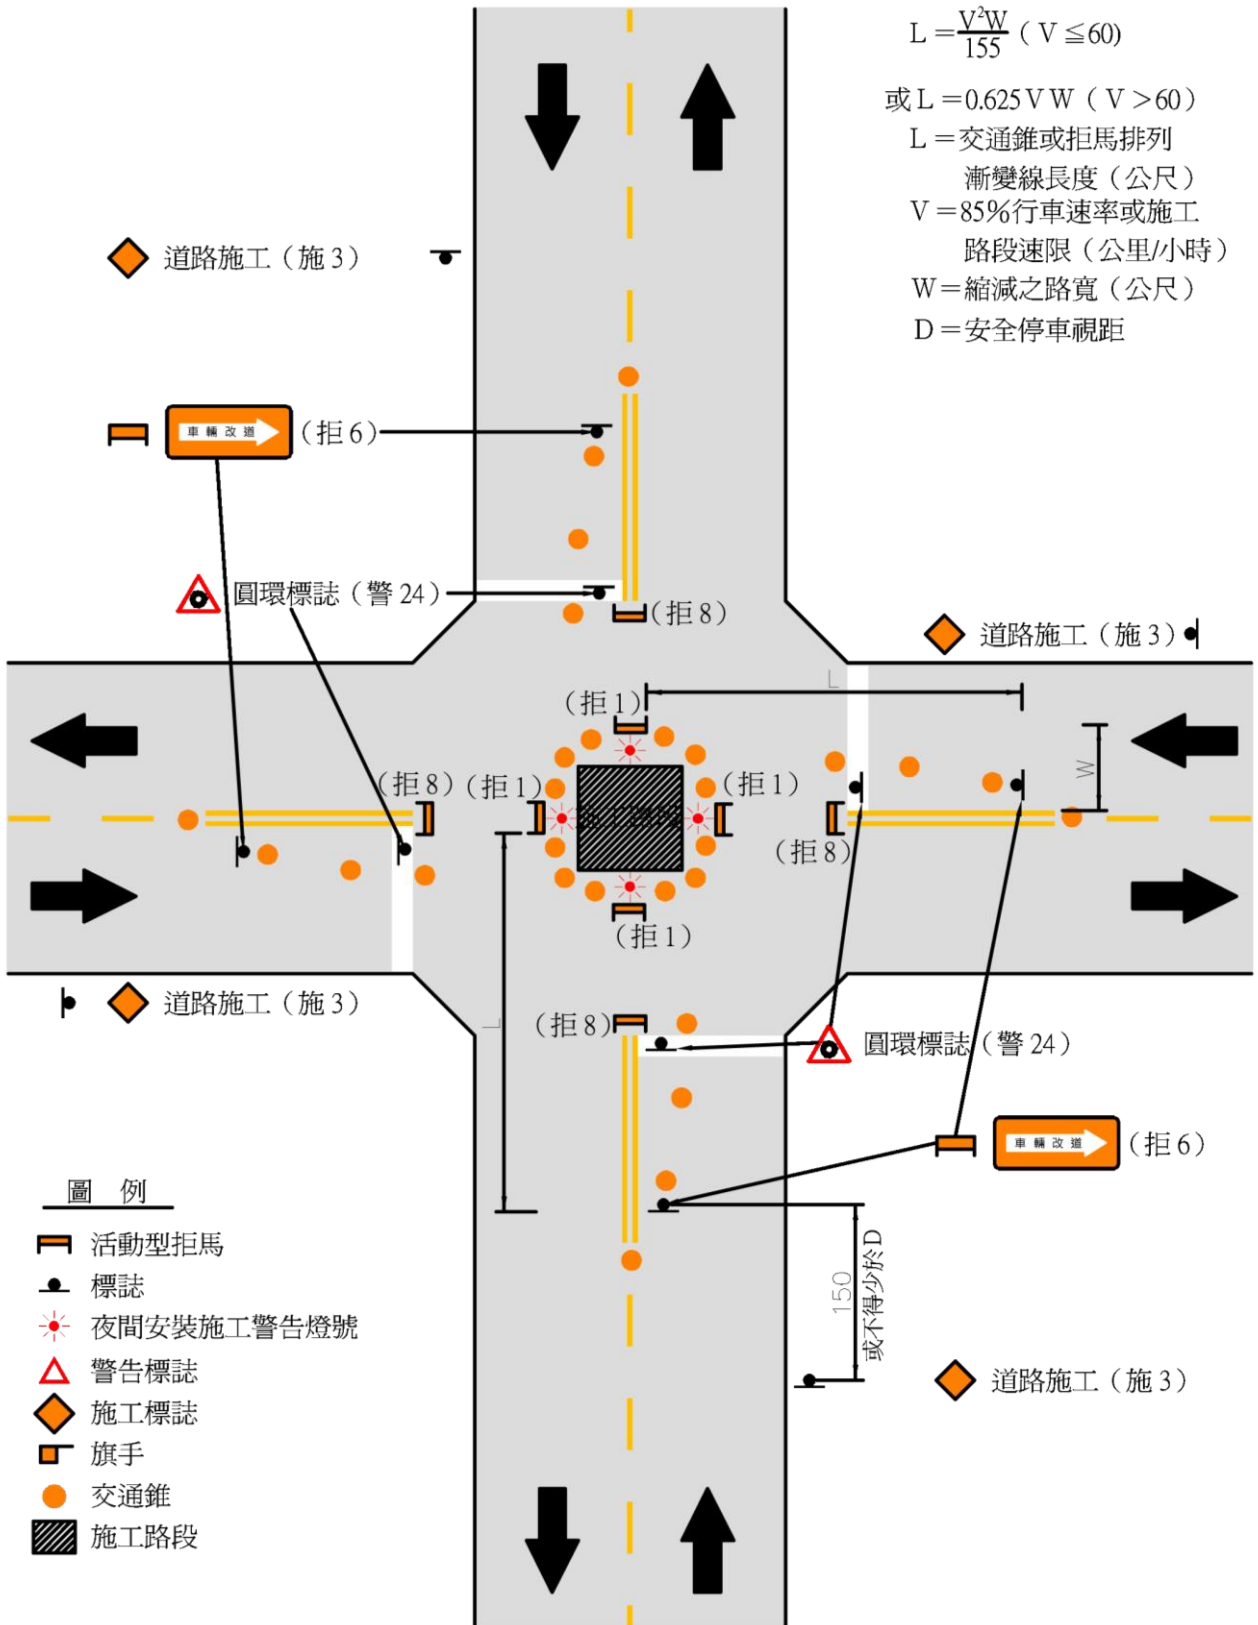 L＝V²W/155（V≦60）
或L＝0.625VW（V＞60）
L＝交通錐或拒馬排列
漸變線長度（公尺）
V＝85%行車速率或施工
路段速限（公里/小時）
W＝縮減之路寬（公尺）
D＝安全停車視距
道路施工（施3）
車輛改道
（拒6）
圓環標誌（警24）
（拒8）
道路施工（施3）
L
（拒1）
W
（拒8）
（拒1）
（拒1）
（拒8）
（拒1）
道路施工（施3）
L
（拒8）
圓環標誌（警24）
車輛改道
（拒6）
150
或不得少於D
道路施工（施3）
圖 例
活動型拒馬
標誌
夜間安裝施工警告燈號
警告標誌
施工標誌
旗手
交通錐
施工路段